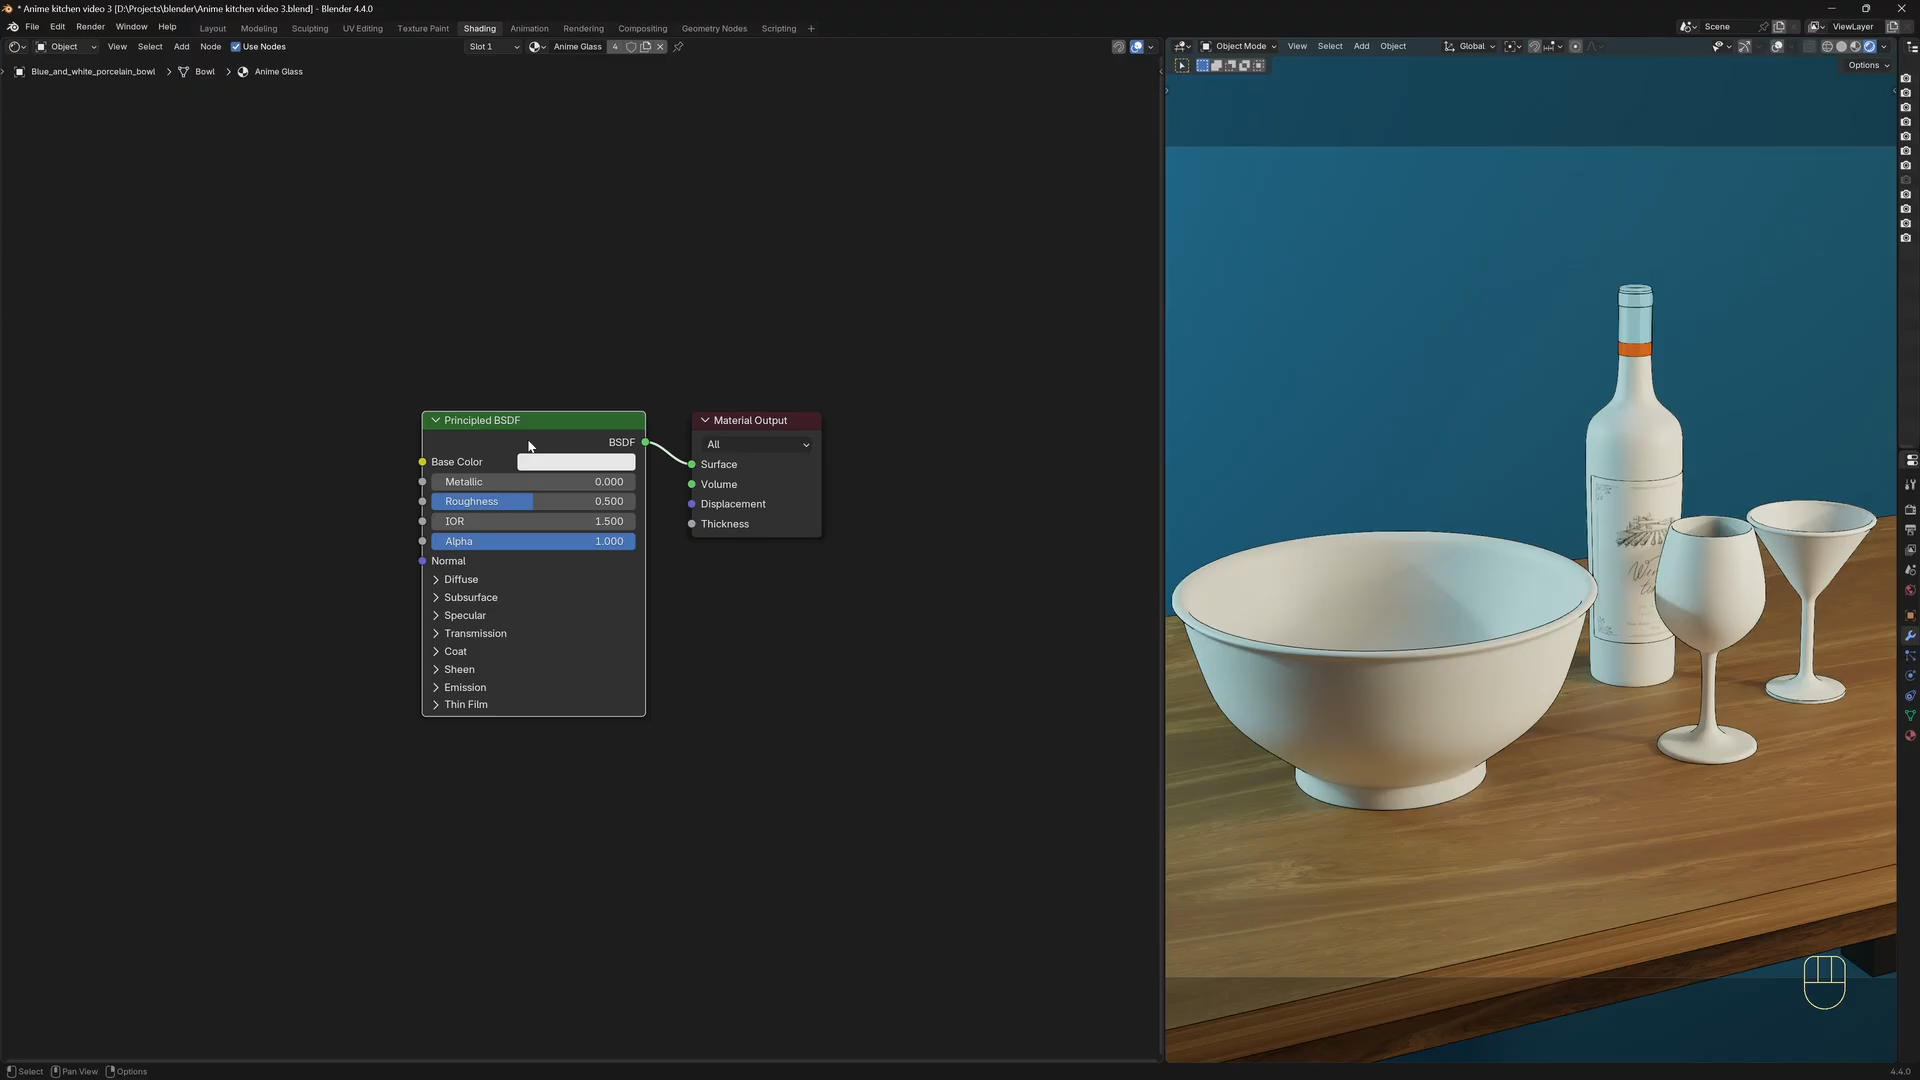 * Anime kitchen video 3 [D:\Projects\blender\Anime kitchen video 3.blend] - Blender 4.4.0
File Edit Render Window Help Layout Modeling Sculpting UV Editing Texture Paint Shading Animation Rendering Compositing Geometry Nodes Scripting + Scene ViewLayer
Object View Select Add Node Use Nodes Slot 1 Anime Glass 4 Object Mode View Select Add Object Global
Options
Blue_and_white_porcelain_bowl > Bowl > Anime Glass
Principled BSDF
BSDF
Base Color
Metallic 0.000
Roughness 0.500
IOR 1.500
Alpha 1.000
Normal
Diffuse
Subsurface
Specular
Transmission
Coat
Sheen
Emission
Thin Film
Material Output
All
Surface
Volume
Displacement
Thickness
Select Pan View Options 4.4.0